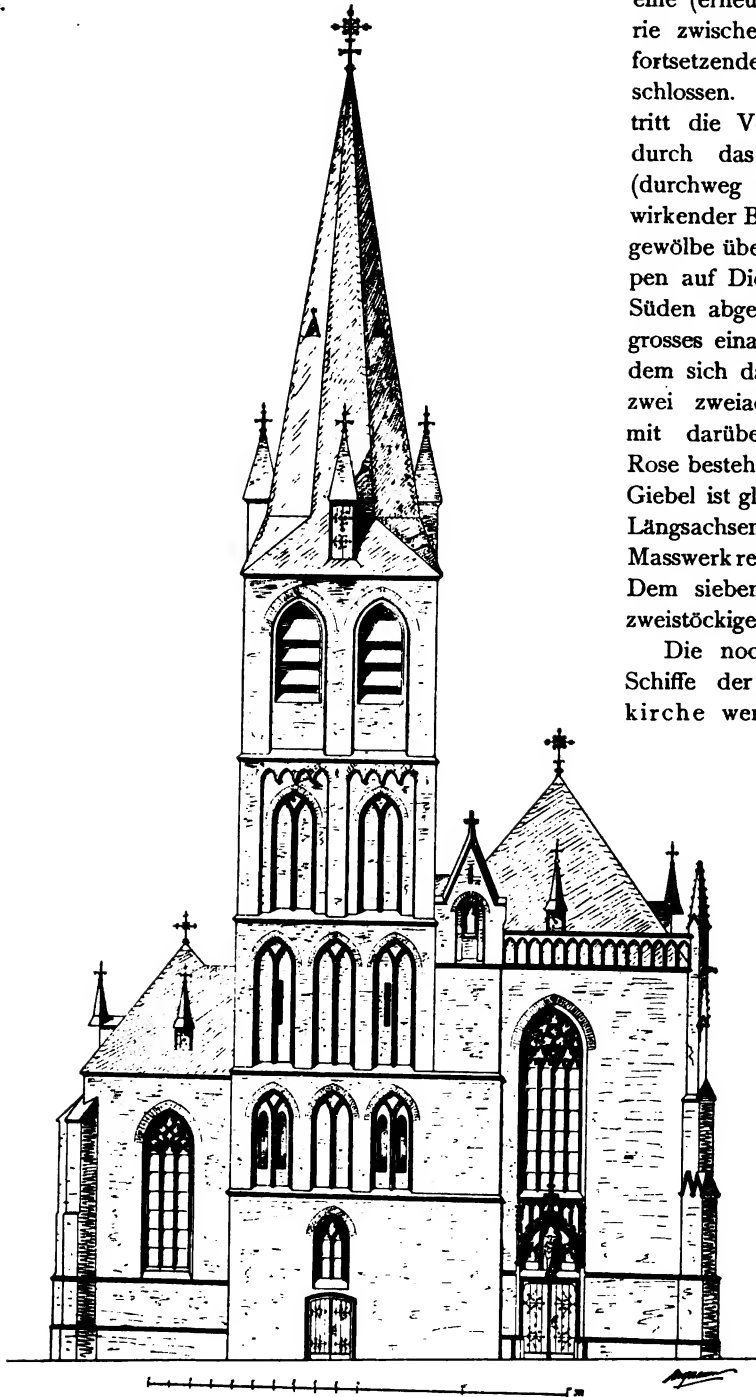 eine (erneu
rie zwische
fortsetzende
schlossen.
tritt die V
durch das
(durchweg
wirkender B
gewölbe übe
pen auf Die
Süden abge
grosses eina
dem sich da
zwei zweiac
mit darübe
Rose besteh
Giebel ist gl
Längsachsen
Masswerk re
Dem sieben
zweistöckige
Die noc
Schiffe der
kirche wer
m